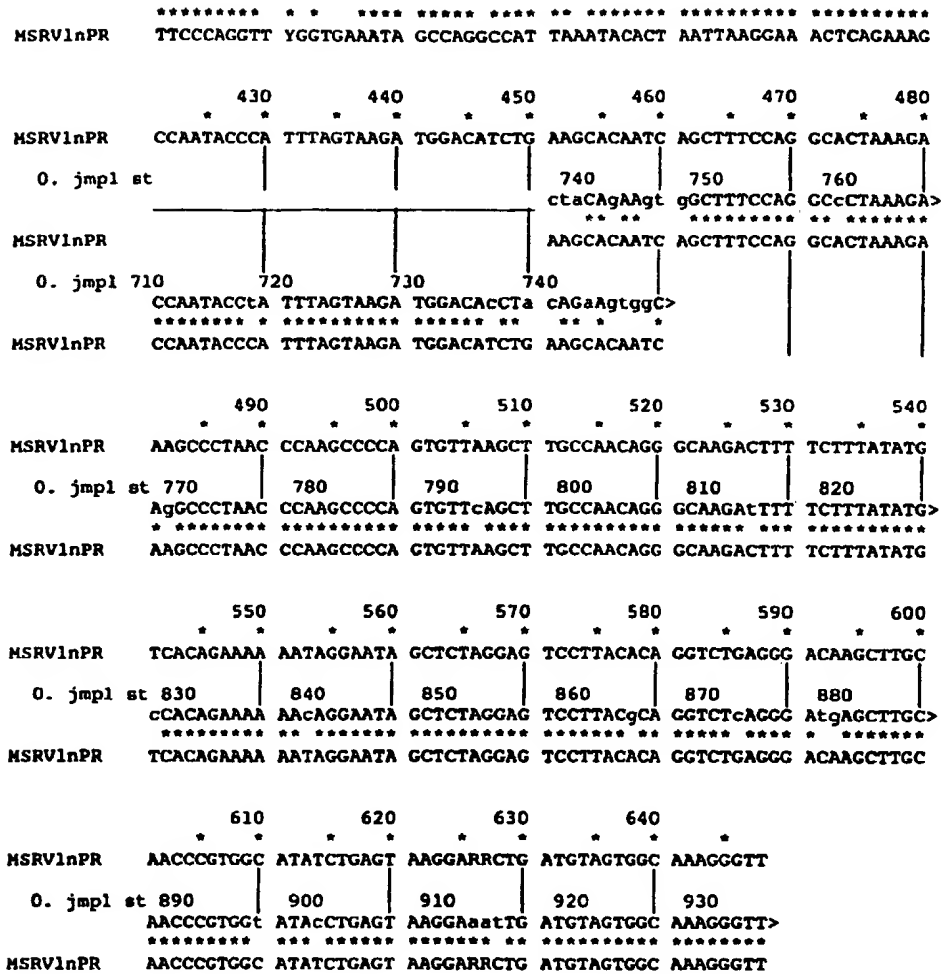 ********* * * **** ******* ** ****** ********** **********
MSRV1nPR TTCCCAGGTT YGGTGAAATA GCCAGGCCAT TAAATACACT AATTAAGGAA ACTCAGAAAG
430 440 450 460 470 480
* * * * * * * * * * * *
MSRV1nPR CCAATACCCA TTTAGTAAGA TGGACATCTG AAGCACAATC AGCTTTCCAG GCACTAAAGA
O. jmpl st 740 750 760
ctaCAgAAgt gGCTTTCCAG GCcCTAAAGA>
** ** ********* ** *******
MSRV1nPR AAGCACAATC AGCTTTCCAG GCACTAAAGA
O. jmpl 710 720 730 740
CCAATACCtA TTTAGTAAGA TGGACAcCTa cAGaAgtggC>
******** * ********** ****** ** ** * *
MSRV1nPR CCAATACCCA TTTAGTAAGA TGGACATCTG AAGCACAATC
490 500 510 520 530 540
* * * * * * * * * * * *
MSRV1nPR AAGCCCTAAC CCAAGCCCCA GTGTTAAGCT TGCCAACAGG GCAAGACTTT TCTTTATATG
O. jmpl st 770 780 790 800 810 820
AgGCCCTAAC CCAAGCCCCA GTGTTcAGCT TGCCAACAGG GCAAGAtTTT TCTTTATATG>
* ******** ********** ***** **** ********** ****** *** **********
MSRV1nPR AAGCCCTAAC CCAAGCCCCA GTGTTAAGCT TGCCAACAGG GCAAGACTTT TCTTTATATG
550 560 570 580 590 600
* * * * * * * * * * * *
MSRV1nPR TCACAGAAAA AATAGGAATA GCTCTAGGAG TCCTTACACA GGTCTGAGGG ACAAGCTTGC
O. jmpl st 830 840 850 860 870 880
cCACAGAAAA AAcAGGAATA GCTCTAGGAG TCCTTACgCA GGTCTcAGGG AtgAGCTTGC>
********* ** ******* ********** ******* ** ***** **** * *******
MSRV1nPR TCACAGAAAA AATAGGAATA GCTCTAGGAG TCCTTACACA GGTCTGAGGG ACAAGCTTGC
610 620 630 640
* * * * * * * * *
MSRV1nPR AACCCGTGGC ATATCTGAGT AAGGARRCTG ATGTAGTGGC AAAGGGTT
O. jmpl st 890 900 910 920 930
AACCCGTGGt ATAcCTGAGT AAGGAaatTG ATGTAGTGGC AAAGGGTT>
********* *** ****** ******* ** ********** ********
MSRV1nPR AACCCGTGGC ATATCTGAGT AAGGARRCTG ATGTAGTGGC AAAGGGTT